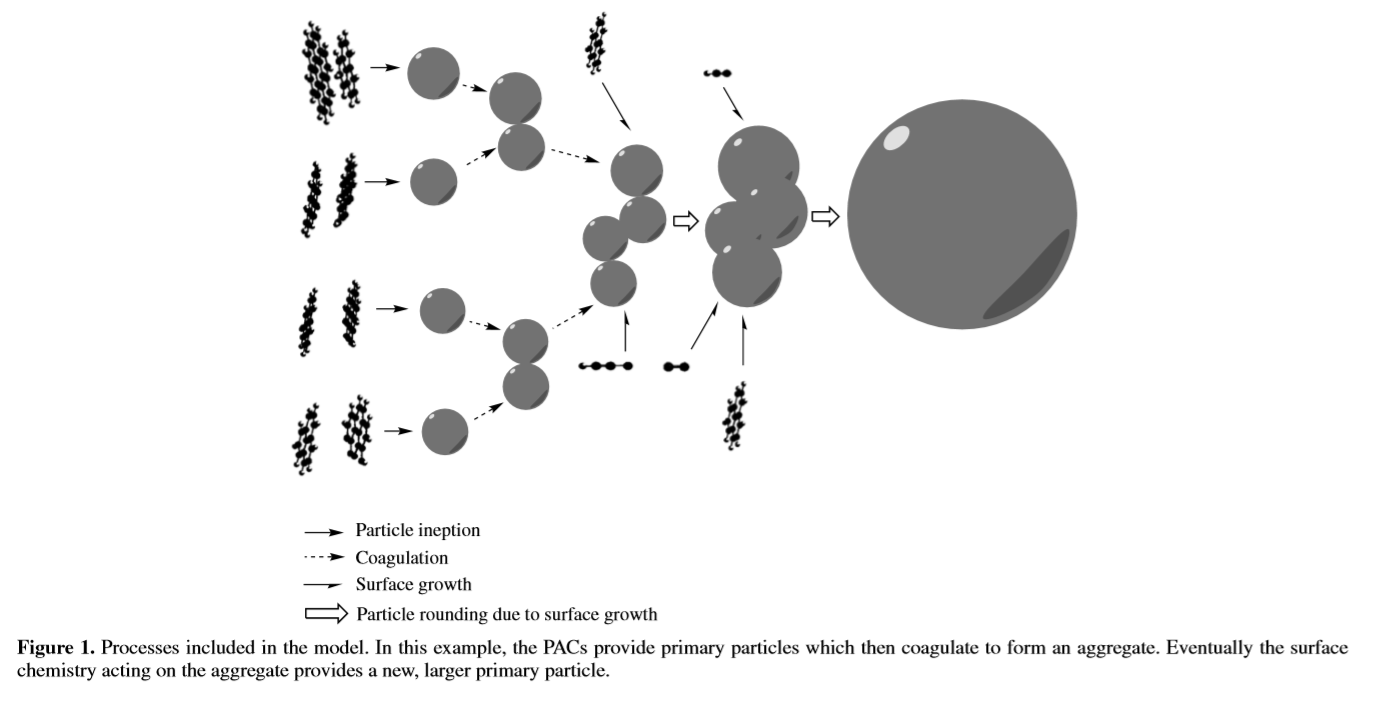 Particle ineption
Coagulation
Surface growth
Particle rounding due to surface growth
Figure 1. Processes included in the model. In this example, the PACs provide primary particles which then coagulate to form an aggregate. Eventually the surface
chemistry acting on the aggregate provides a new, larger primary particle.